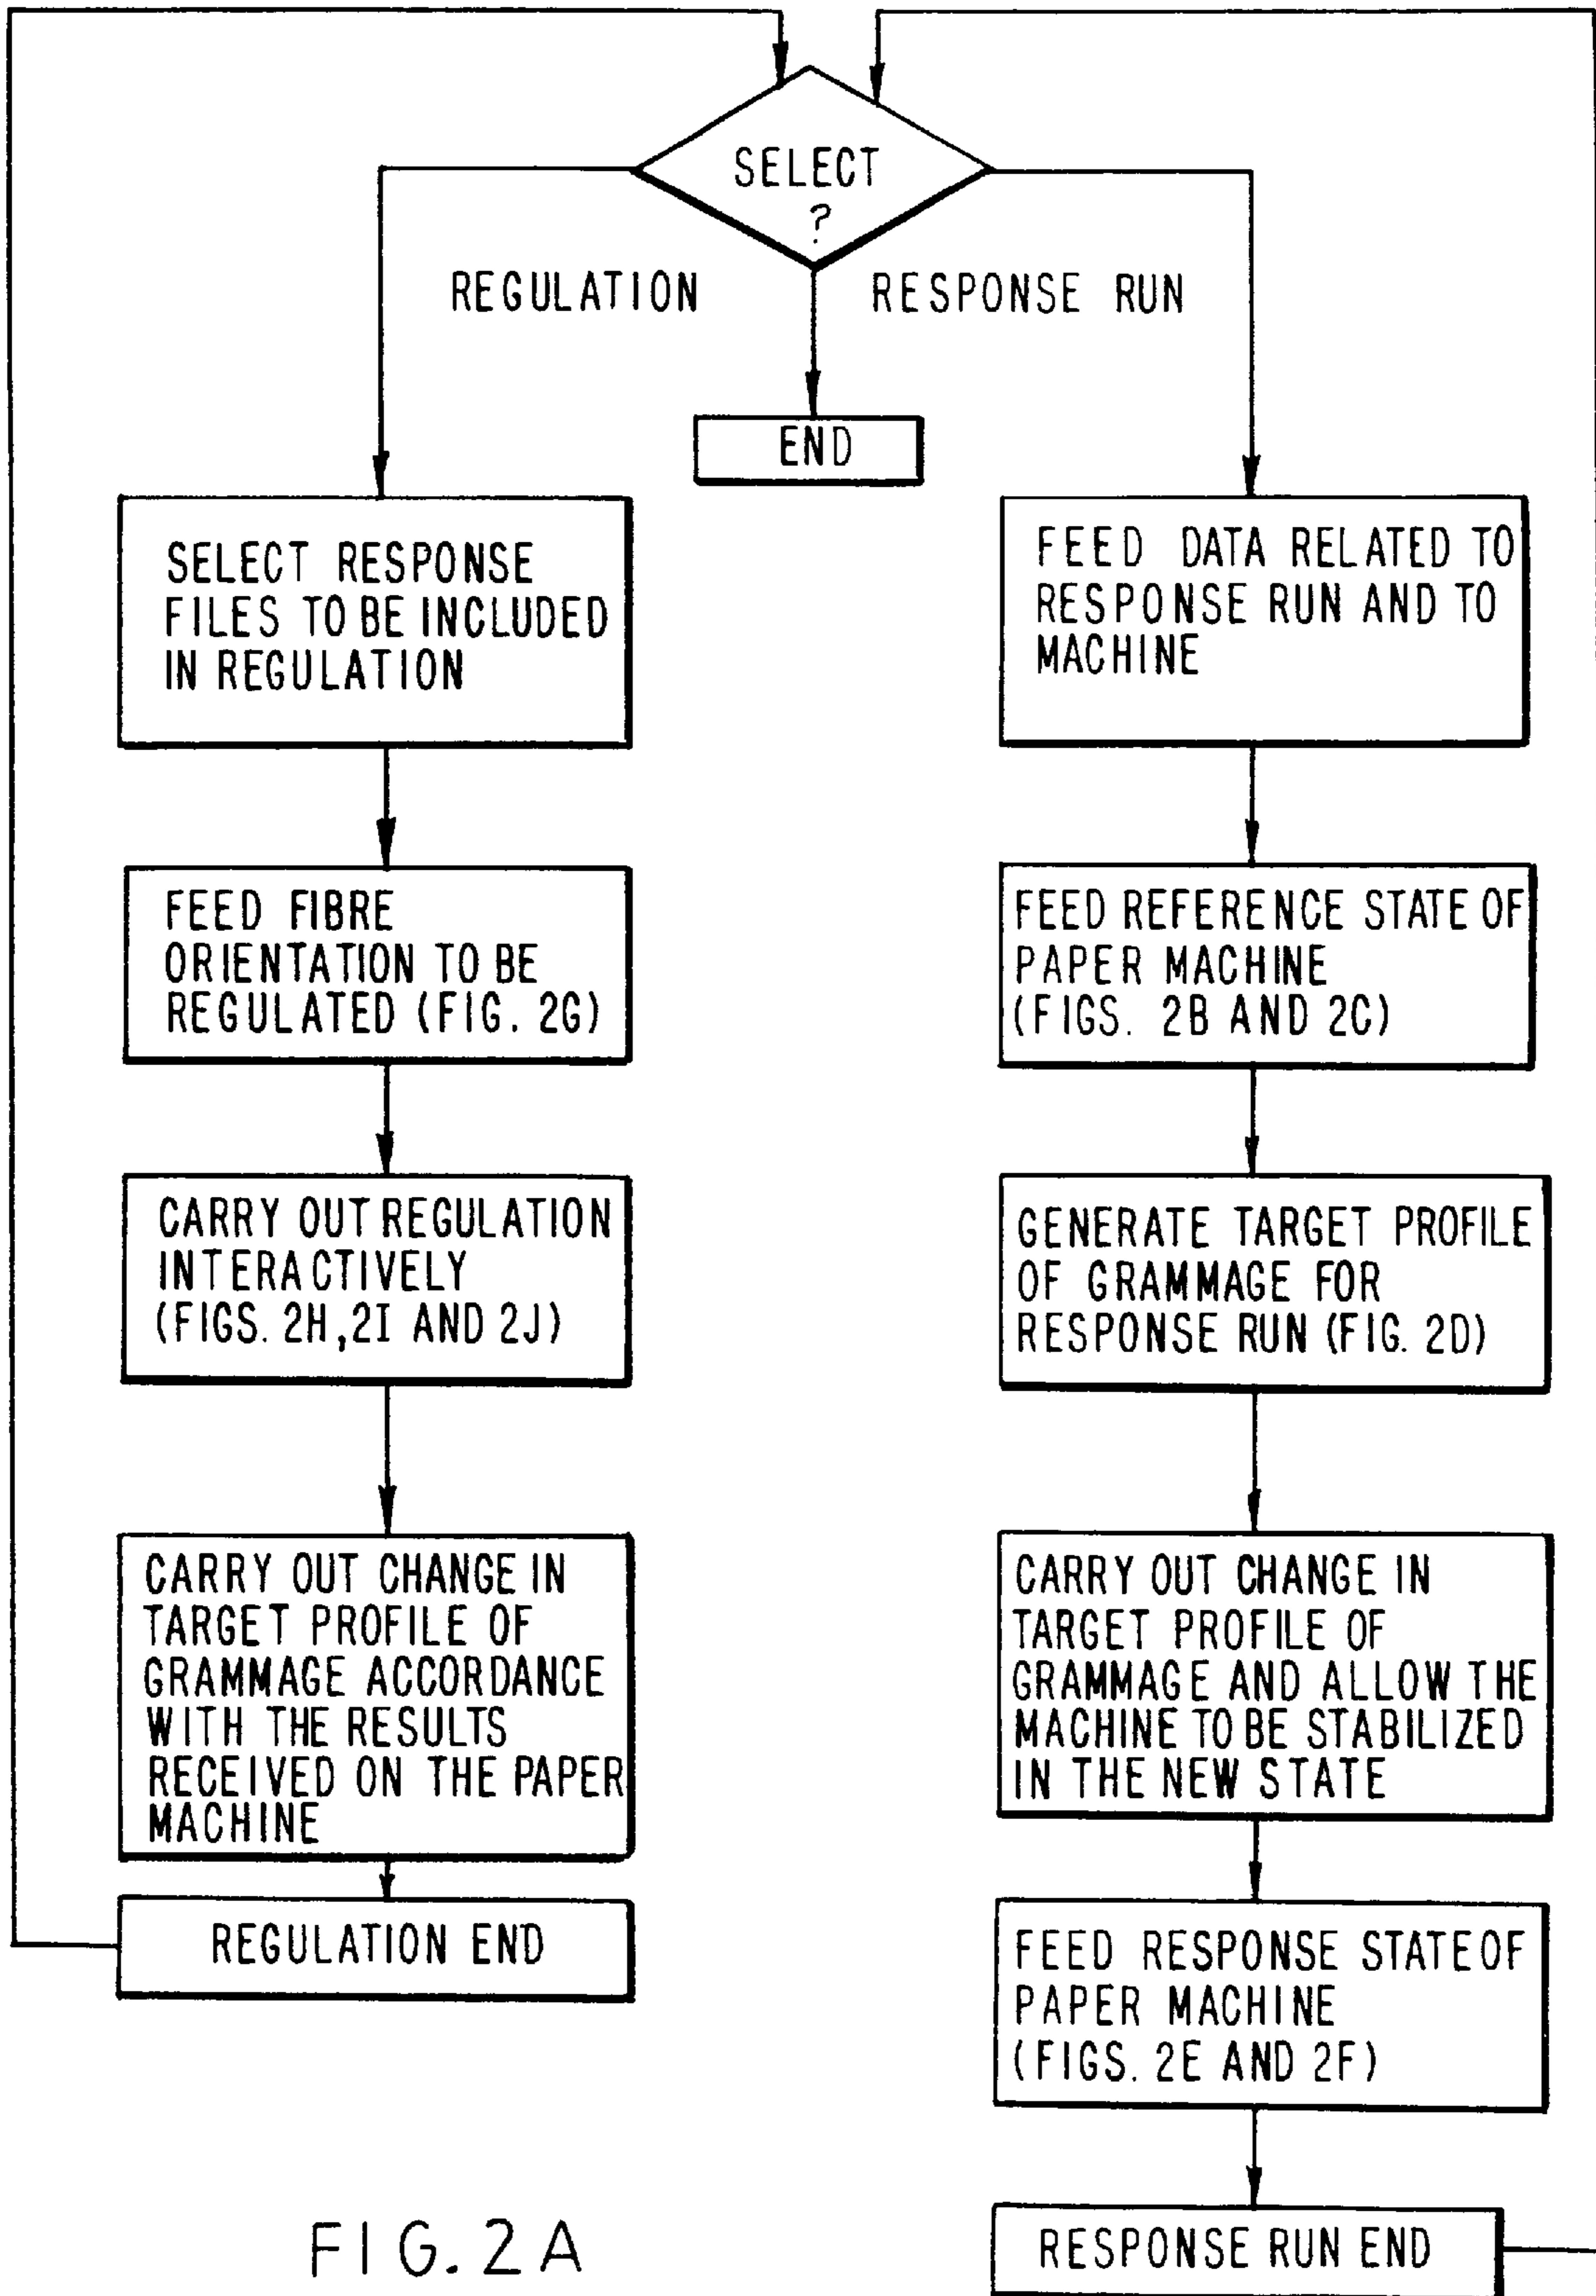 SELECT
?
REGULATION
RESPONSE RUN
END
SELECT RESPONSE
FILES TO BE INCLUDED
IN REGULATION
FEED FIBRE
ORIENTATION TO BE
REGULATED (FIG. 2G)
CARRY OUT REGULATION
INTERACTIVELY
(FIGS. 2H,2I AND 2J)
CARRY OUT CHANGE IN
TARGET PROFILE OF
GRAMMAGE ACCORDANCE
WITH THE RESULTS
RECEIVED ON THE PAPER
MACHINE
REGULATION END
FEED DATA RELATED TO
RESPONSE RUN AND TO
MACHINE
FEED REFERENCE STATE OF
PAPER MACHINE
(FIGS. 2B AND 2C)
GENERATE TARGET PROFILE
OF GRAMMAGE FOR
RESPONSE RUN (FIG. 2D)
CARRY OUT CHANGE IN
TARGET PROFILE OF
GRAMMAGE AND ALLOW THE
MACHINE TO BE STABILIZED
IN THE NEW STATE
FEED RESPONSE STATE OF
PAPER MACHINE
(FIGS. 2E AND 2F)
RESPONSE RUN END
FIG. 2A